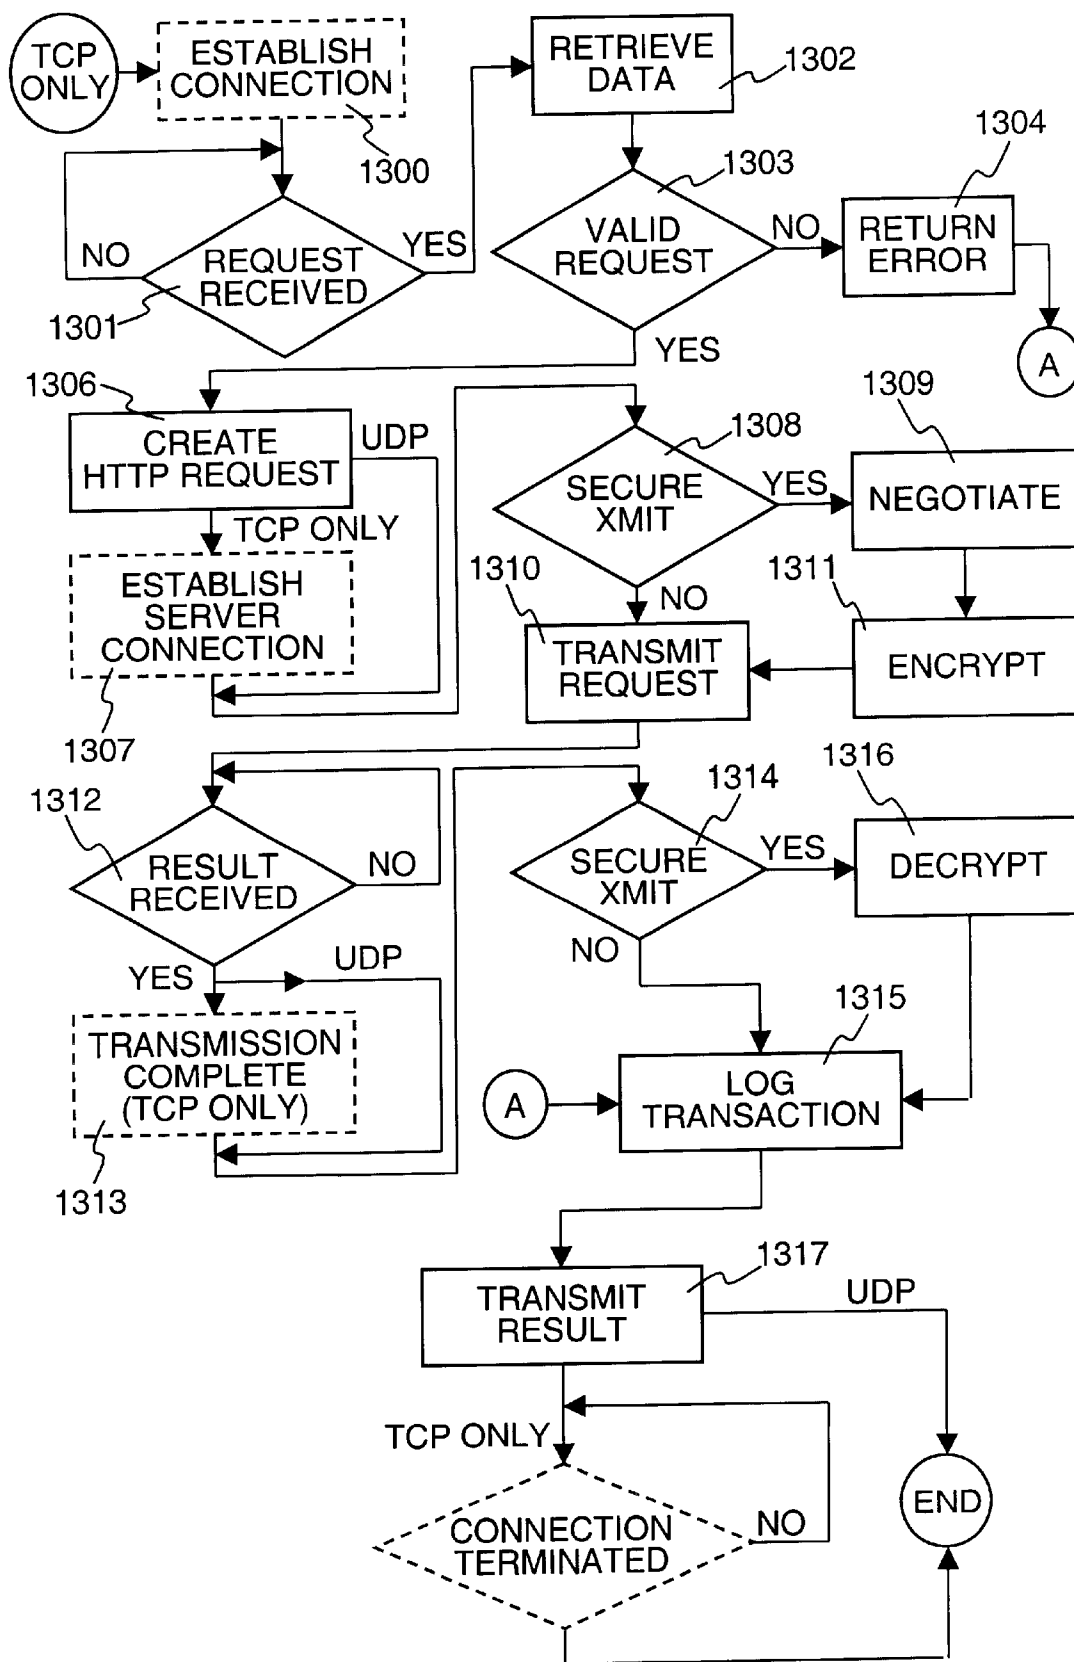 TCP
ONLY
ESTABLISH
CONNECTION
1300
RETRIEVE
DATA
1302
1304
1303
NO
REQUEST
RECEIVED
YES
1301
VALID
REQUEST
NO
RETURN
ERROR
YES
A
1306
CREATE
HTTP REQUEST
UDP
TCP ONLY
ESTABLISH
SERVER
CONNECTION
1307
1308
SECURE
XMIT
YES
1309
NEGOTIATE
1310
NO
1311
TRANSMIT
REQUEST
ENCRYPT
1312
RESULT
RECEIVED
NO
YES
UDP
TRANSMISSION
COMPLETE
(TCP ONLY)
1313
1314
SECURE
XMIT
YES
1316
DECRYPT
NO
1315
A
LOG
TRANSACTION
1317
TRANSMIT
RESULT
UDP
TCP ONLY
CONNECTION
TERMINATED
NO
END